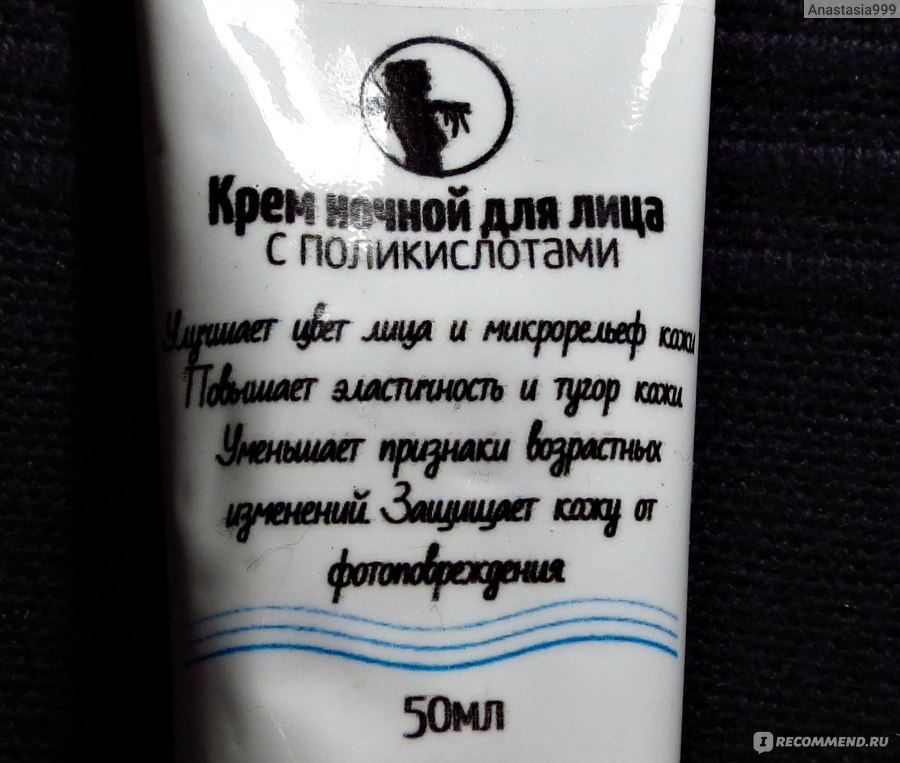 Anastasia999
Крем ночной для лица
с поликислотами
Улучшает цвет лица и микрорельеф кожи
Повышает эластичность и тугор кожи
Уменьшает признаки возрастных
изменений. Защищает кожу от
фотоповреждения
50мл
I RECOMMEND.RU